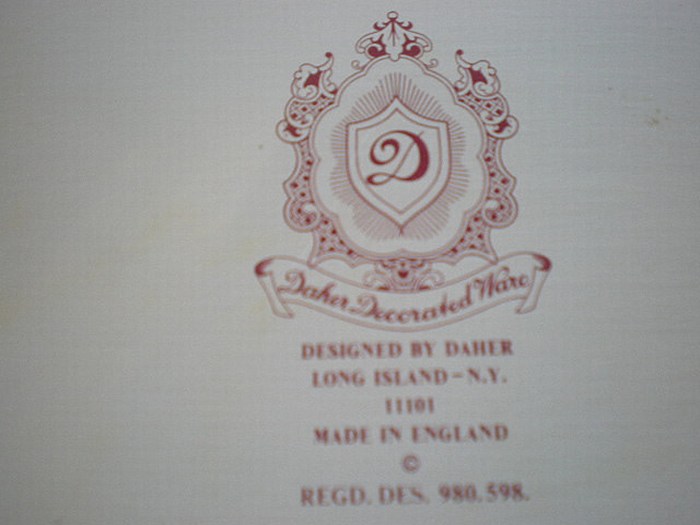 D
Daher Decorated Ware
DESIGNED BY DAHER
LONG ISLAND - N.Y.
11101
MADE IN ENGLAND
©
REGD. DES. 980.598.